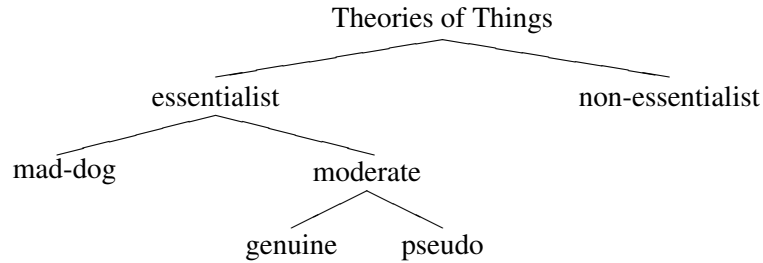 Theories of Things
essentialist non-essentialist
mad-dog moderate
genuine pseudo